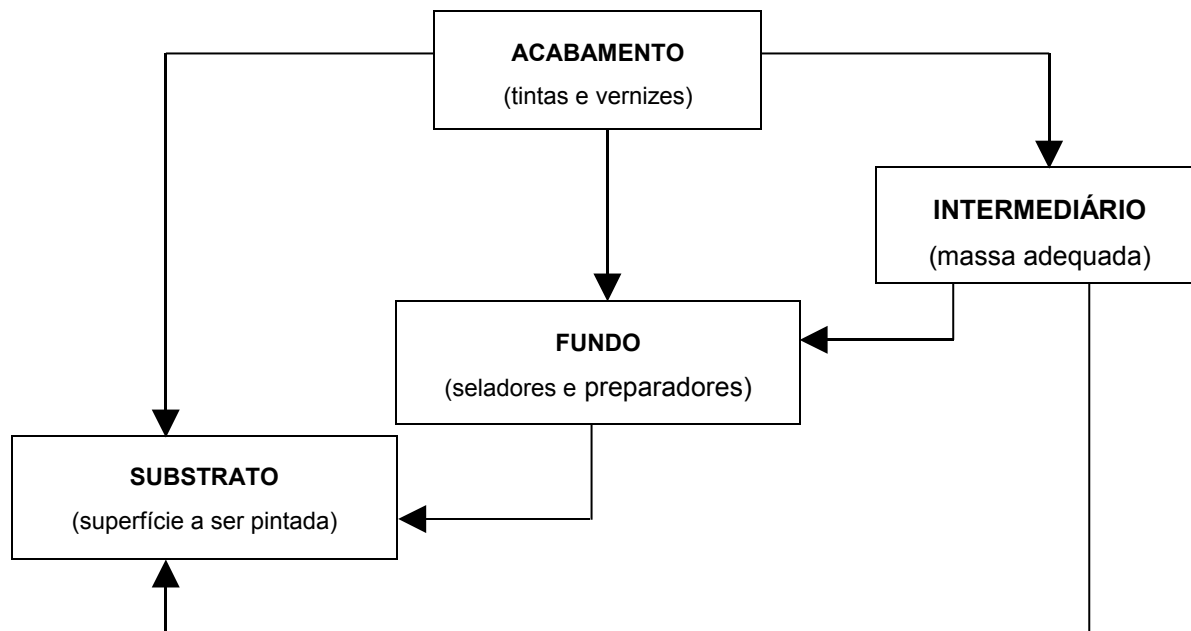 ACABAMENTO
(tintas e vernizes)
INTERMEDIÁRIO
(massa adequada)
FUNDO
(seladores e preparadores)
SUBSTRATO
(superfície a ser pintada)